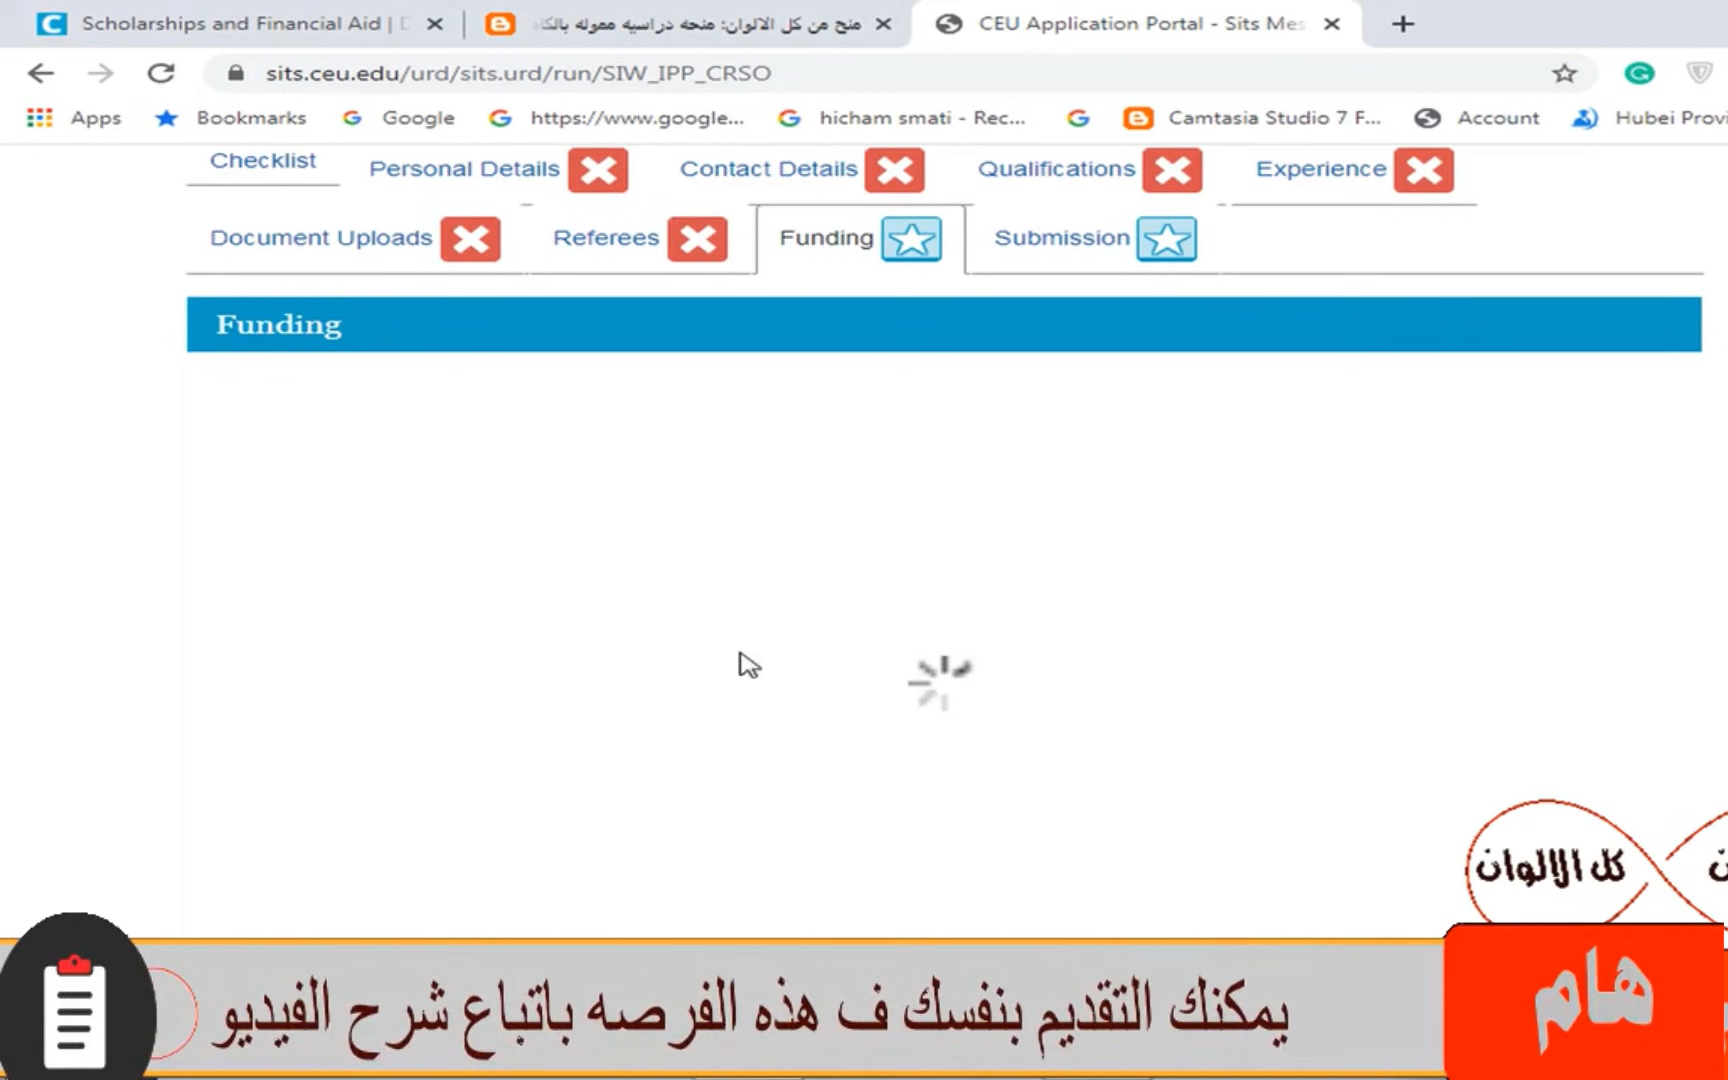 Scholarships and Financial Aid |
منح من كل الالوان: منحه دراسيه مموله بالكا
CEU Application Portal - Sits Mes
sits.ceu.edu/urd/sits.urd/run/SIW_IPP_CRSO
Apps
Bookmarks
Google
https://www.google...
hicham smati - Rec...
Camtasia Studio 7 F...
Account
Hubei Provi
Checklist
Personal Details
Contact Details
Qualifications
Experience
Document Uploads
Referees
Funding
Submission
Funding
كل الالوان
هام
يمكنك التقديم بنفسك ف هذه الفرصه باتباع شرح الفيديو